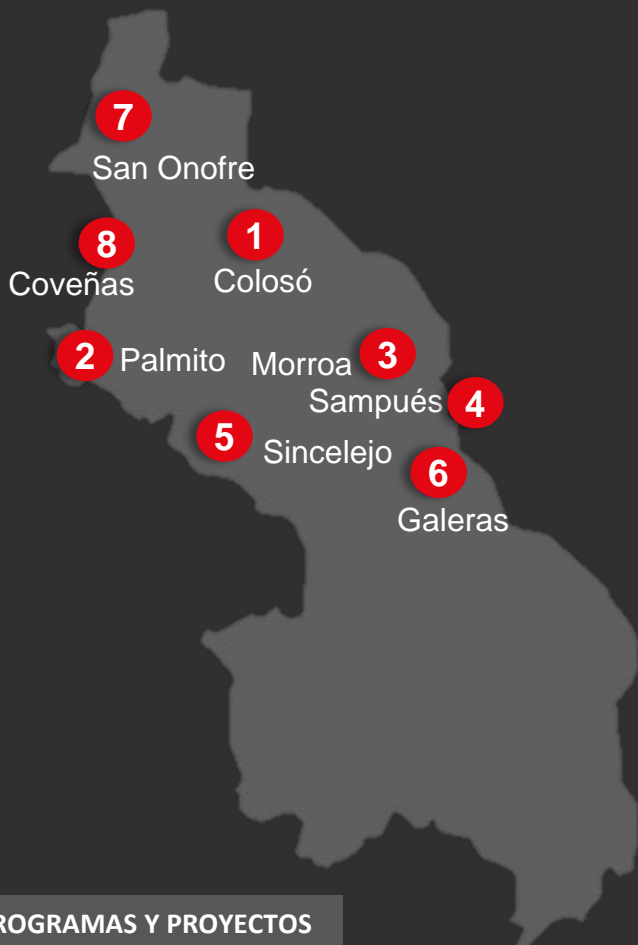 7
San Onofre
8
1
Coveñas
Colosó
2 Palmito
Morroa 3
Sampués 4
5 Sincelejo
6
Galeras
ROGRAMAS Y PROYECTOS